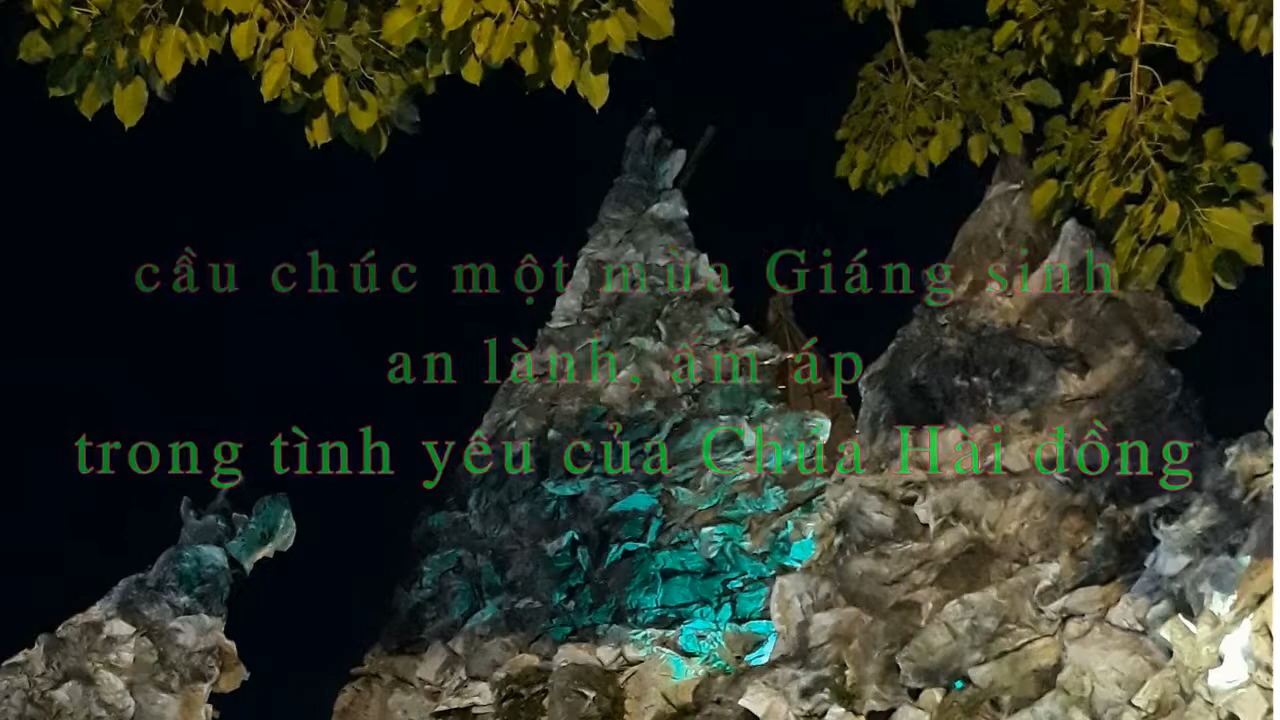 cầu chúc một mùa Giáng sinh
an lành, ấm áp
trong tình yêu của Chúa Hài đồng